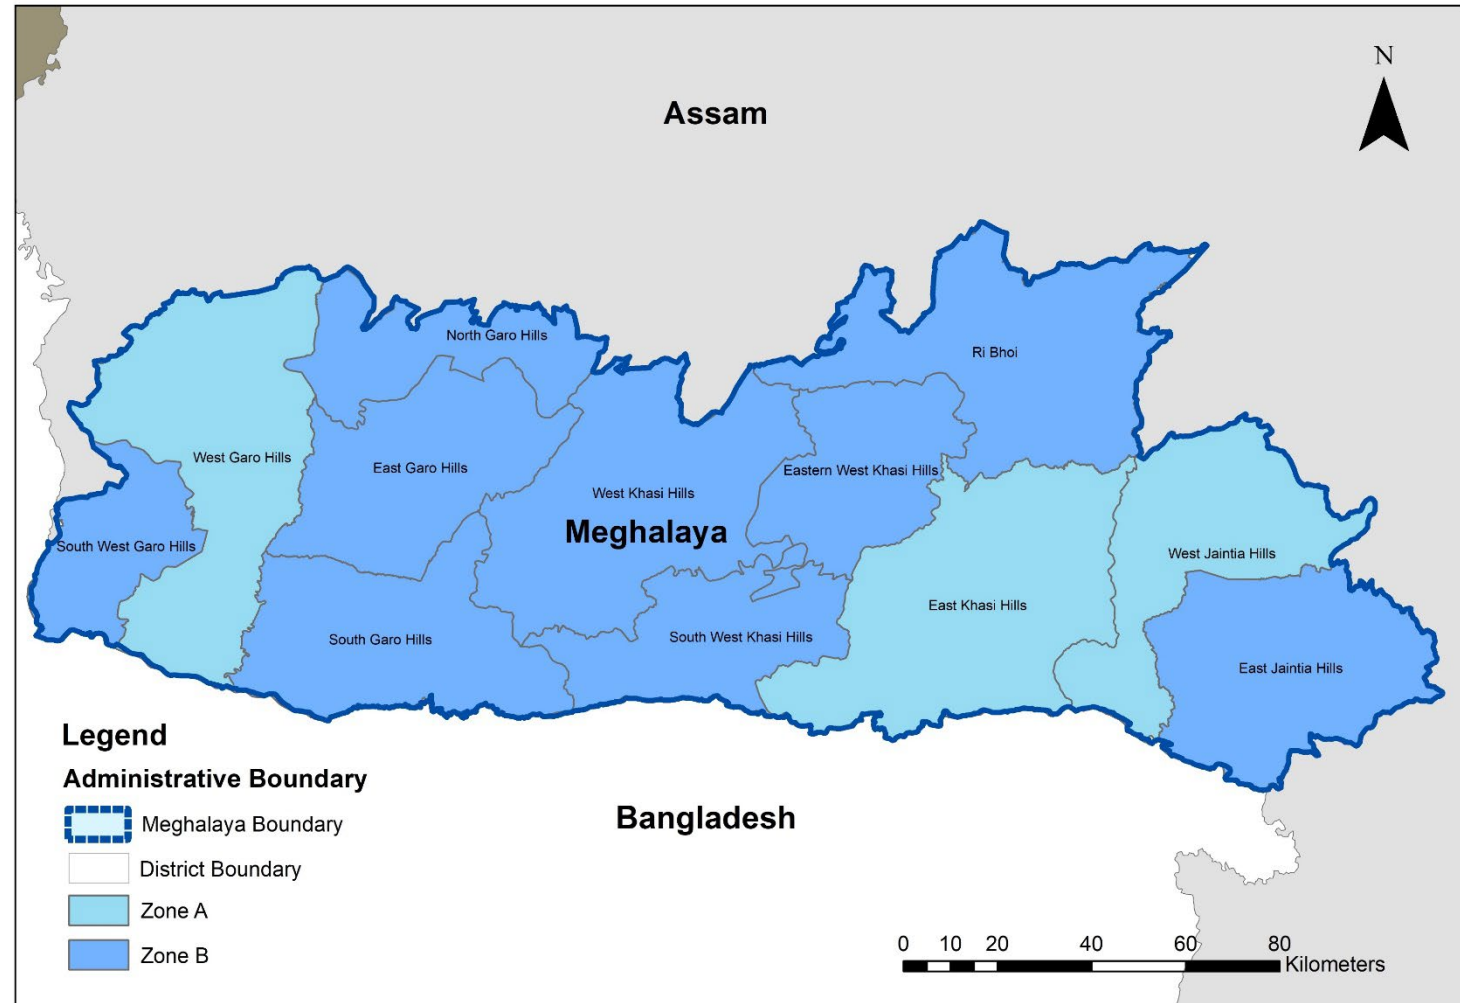 N
Assam
North Garo Hills
Ri Bhoi
West Garo Hills
East Garo Hills
Eastern West Khasi Hills
West Khasi Hills
Meghalaya
South West Garo Hills
West Jaintia Hills
East Khasi Hills
South Garo Hills
South West Khasi Hills
East Jaintia Hills
Legend
Administrative Boundary
Meghalaya Boundary
District Boundary
Zone A
Zone B
Bangladesh
0 10 20 40 60 80
Kilometers